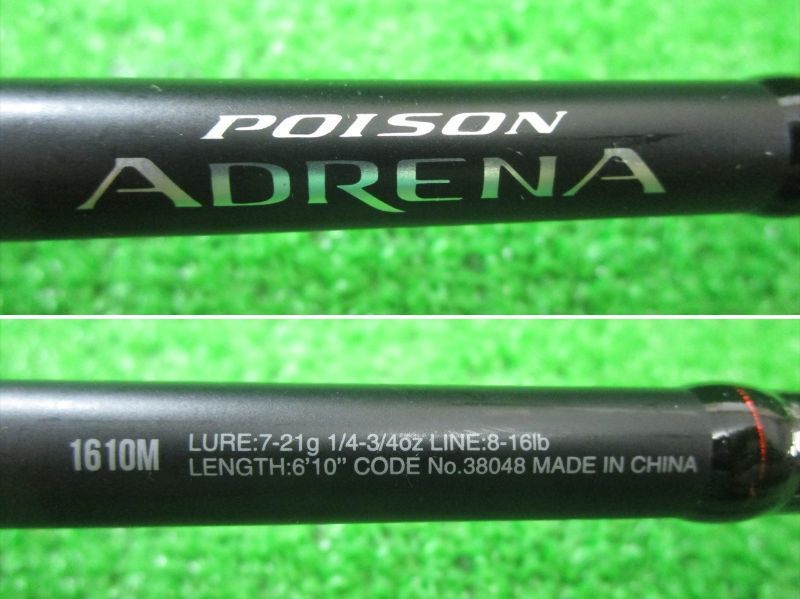 POISON
ADRENA
1610M
LURE:7-21g 1/4-3/4oz LINE:8-16lb
LENGTH:6'10" CODE No.38048 MADE IN CHINA